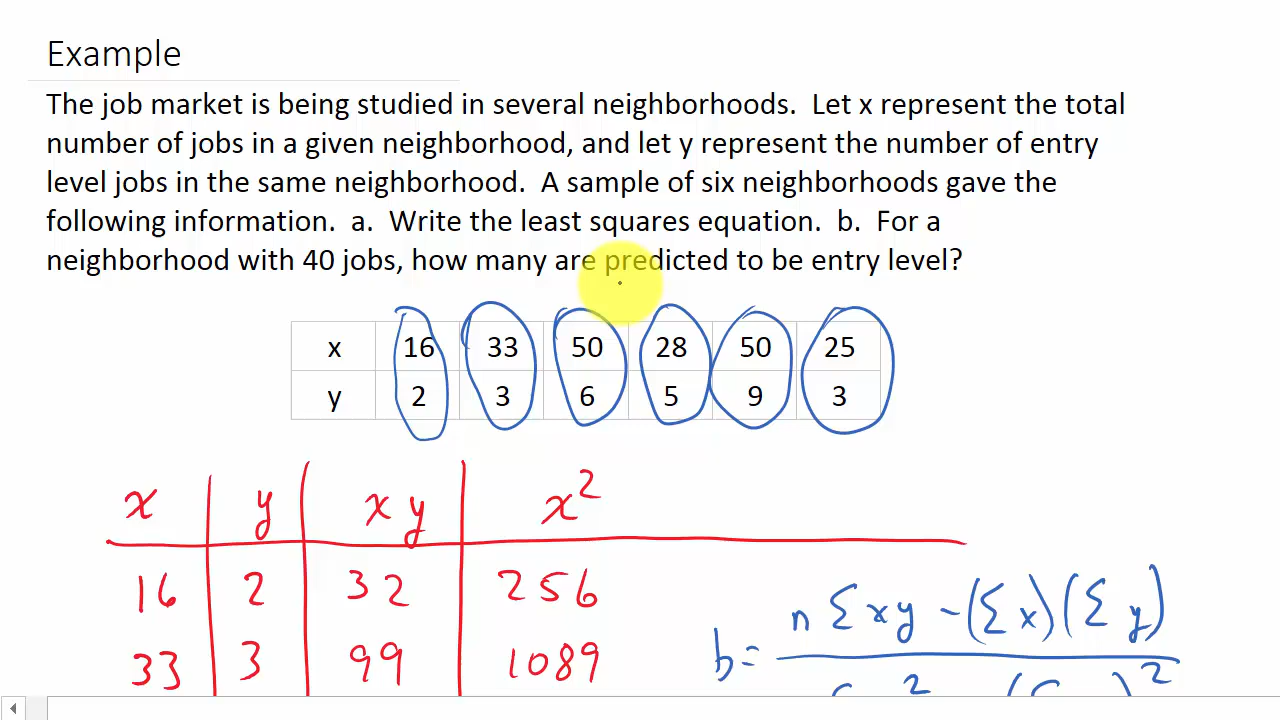 Example
The job market is being studied in several neighborhoods. Let x represent the total
number of jobs in a given neighborhood, and let y represent the number of entry
level jobs in the same neighborhood. A sample of six neighborhoods gave the
following information. a. Write the least squares equation. b. For a
neighborhood with 40 jobs, how many are predicted to be entry level?
x 16 33 50 28 50 25
y 2 3 6 5 9 3
x y xy x²
16 2 32 256
33 3 99 1089
b = n Σxy - (Σx)(Σy)